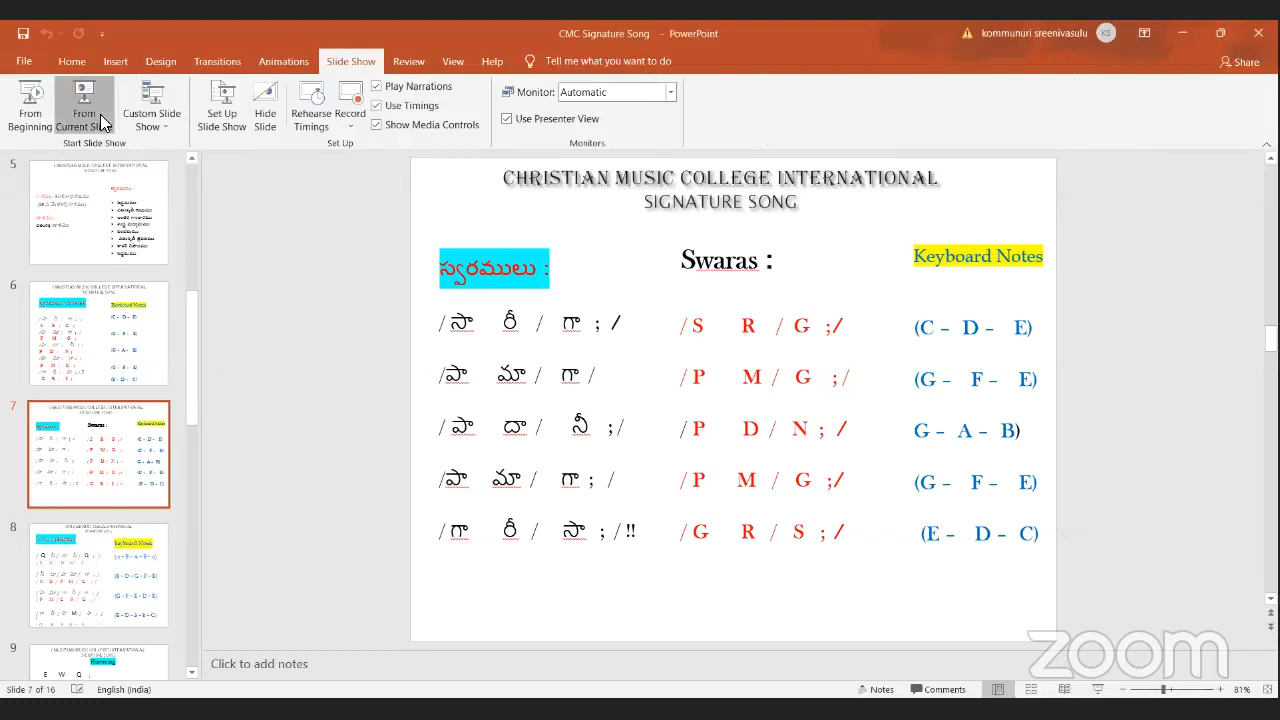 CMC Signature Song - PowerPoint
kommunuri sreenivasulu KS
File Home Insert Design Transitions Animations Slide Show Review View Help Tell me what you want to do Share
From Beginning
From Current Slide
Custom Slide Show
Set Up Slide Show
Hide Slide
Rehearse Timings
Record
Play Narrations
Use Timings
Show Media Controls
Monitor: Automatic
Use Presenter View
Start Slide Show
Set Up
Monitors
5
6
7
8
9
CHRISTIAN MUSIC COLLEGE INTERNATIONAL
SIGNATURE SONG
స్వరములు : Swaras : Keyboard Notes
/ సా రీ / గా ; / / S R / G ;/ (C – D – E)
/పా మా / గా / / P M / G ;/ (G – F – E)
/ పా దా / నీ ; / / P D / N ; / G – A – B)
/పా మా / గా ; / / P M / G ;/ (G – F – E)
/ గా రీ / సా ; / !! / G R / S ;/ (E – D – C)
Click to add notes
zoom
Slide 7 of 16 English (India) Notes Comments 81%